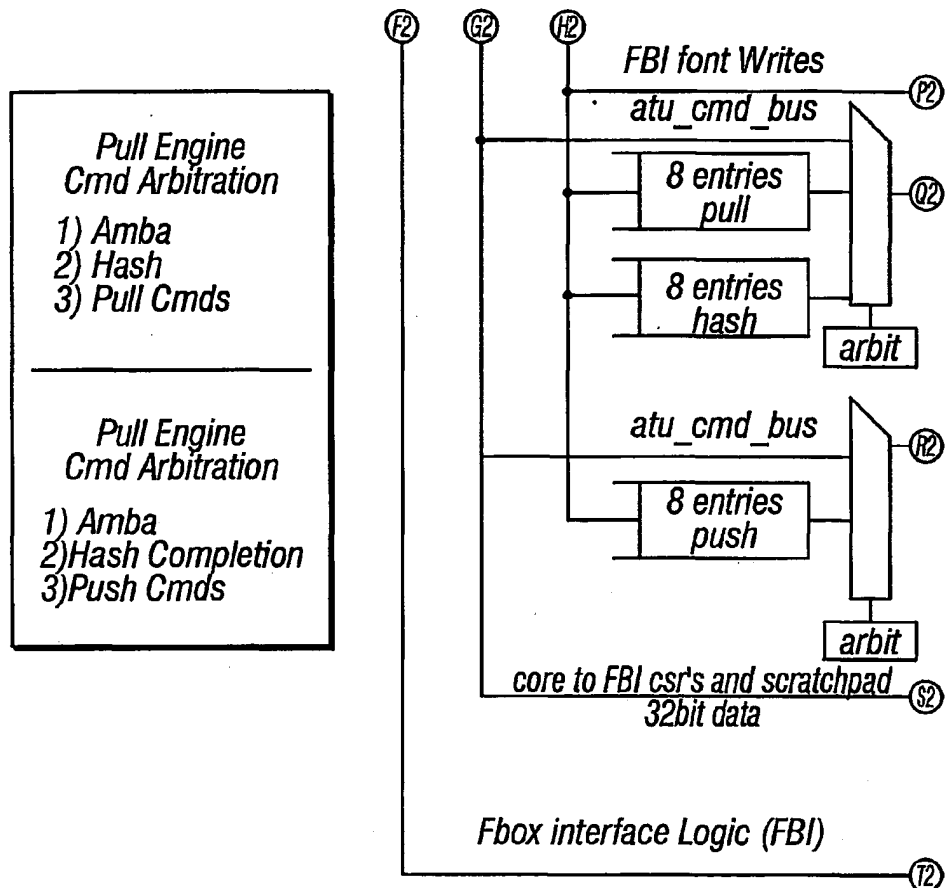 F2 G2 H2
FBI font Writes
P2
atu_cmd_bus
8 entries
pull
Q2
8 entries
hash
arbit
atu_cmd_bus
R2
8 entries
push
arbit
core to FBI csr's and scratchpad
32bit data
S2
Fbox interface Logic (FBI)
T2
Pull Engine
Cmd Arbitration
1) Amba
2) Hash
3) Pull Cmds
Pull Engine
Cmd Arbitration
1) Amba
2)Hash Completion
3)Push Cmds